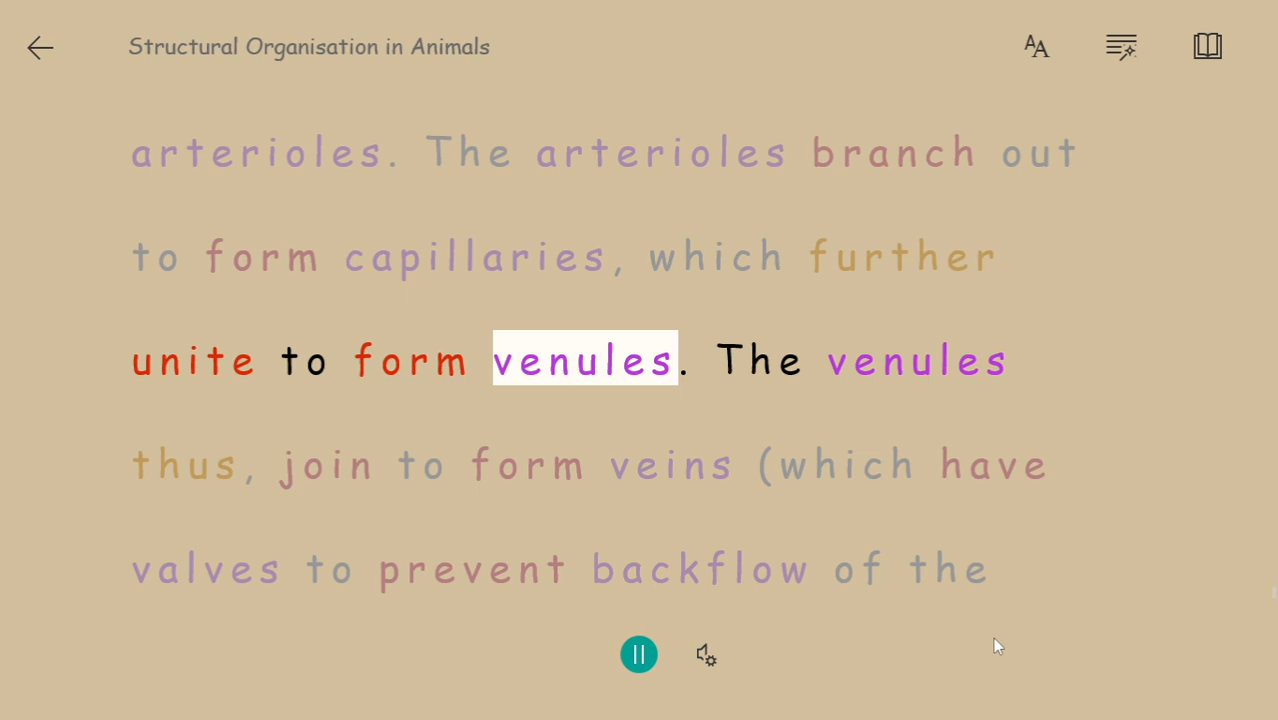 Structural Organisation in Animals
arterioles. The arterioles branch out
to form capillaries, which further
unite to form venules. The venules
thus, join to form veins (which have
valves to prevent backflow of the